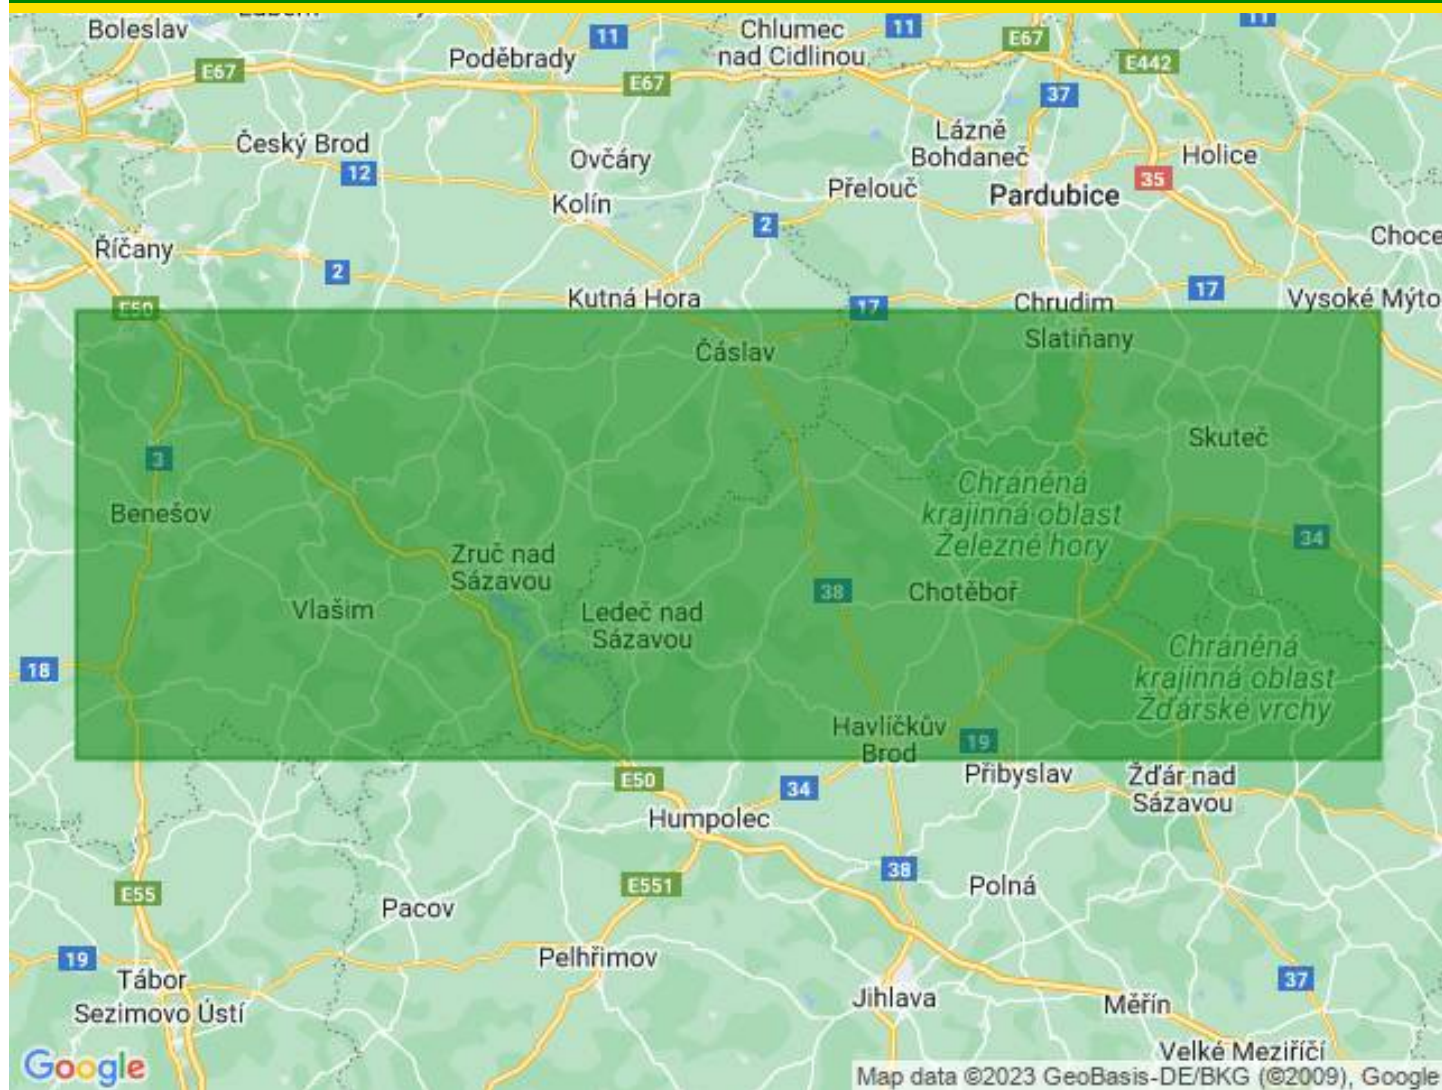 Boleslav
Poděbrady
11
Chlumec
nad Cidlinou
11
E67
11
E67
E67
E442
37
Český Brod
12
Ovčáry
Kolín
Lázně
Bohdaneč
Přelouč
Pardubice
35
Holice
Říčany
2
2
Choce
E50
Kutná Hora
17
Chrudim
17
Vysoké Mýto
Slatiňany
Čáslav
Skuteč
3
Benešov
Chráněná
krajinná oblast
Železné hory
34
Zruč nad
Sázavou
Vlašim
Ledeč nad
Sázavou
38
Chotěboř
18
Chráněná
krajinná oblast
Žďárské vrchy
Havlíčkův
Brod
19
E50
34
Přibyslav
Žďár nad
Sázavou
Humpolec
38
E55
E551
Polná
Pacov
19
Pelhřimov
Tábor
Sezimovo Ústí
37
Jihlava
Měřín
Velké Meziříčí
Google
Map data ©2023 GeoBasis-DE/BKG (©2009), Google